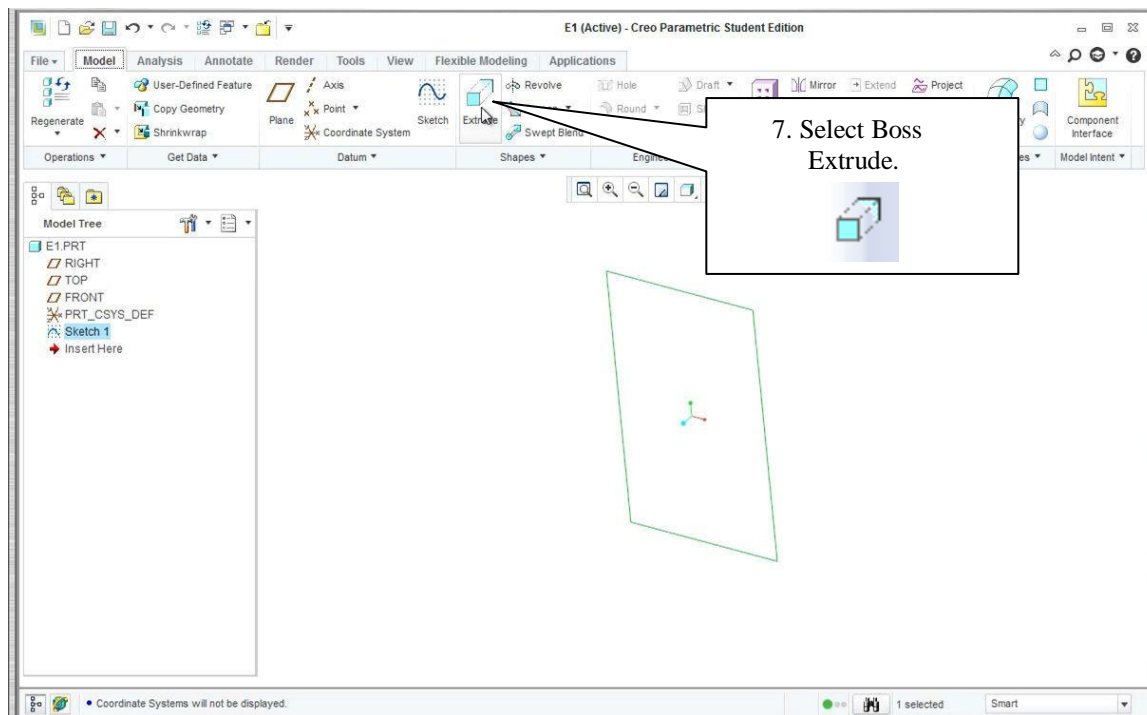 E1 (Active) - Creo Parametric Student Edition
File Model Analysis Annotate Render Tools View Flexible Modeling Applications
Regenerate
User-Defined Feature
Copy Geometry
Shrinkwrap
Plane
Axis
Point
Coordinate System
Sketch
Extrude
Revolve
Swept Blend
Hole
Round
Draft
Mirror
Extend
Project
Component
Interface
Operations Get Data Datum Shapes Model Intent
7. Select Boss
Extrude.
Model Tree
E1.PRT
RIGHT
TOP
FRONT
PRT_CSYS_DEF
Sketch 1
Insert Here
Coordinate Systems will not be displayed.
1 selected
Smart